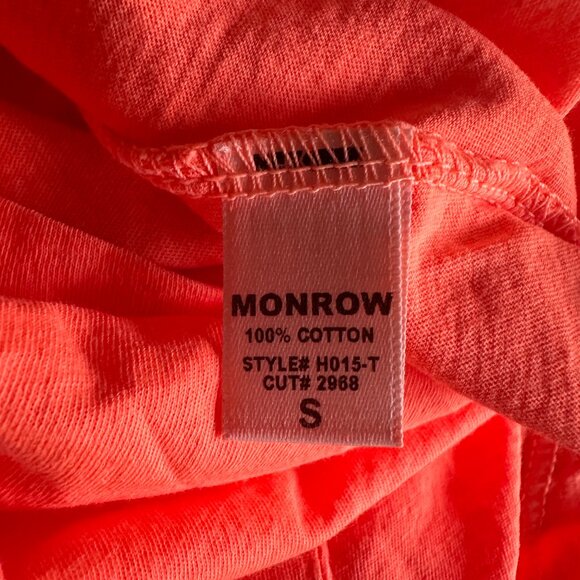 MONROW
100% COTTON
STYLE# H015-T
CUT# 2968
S